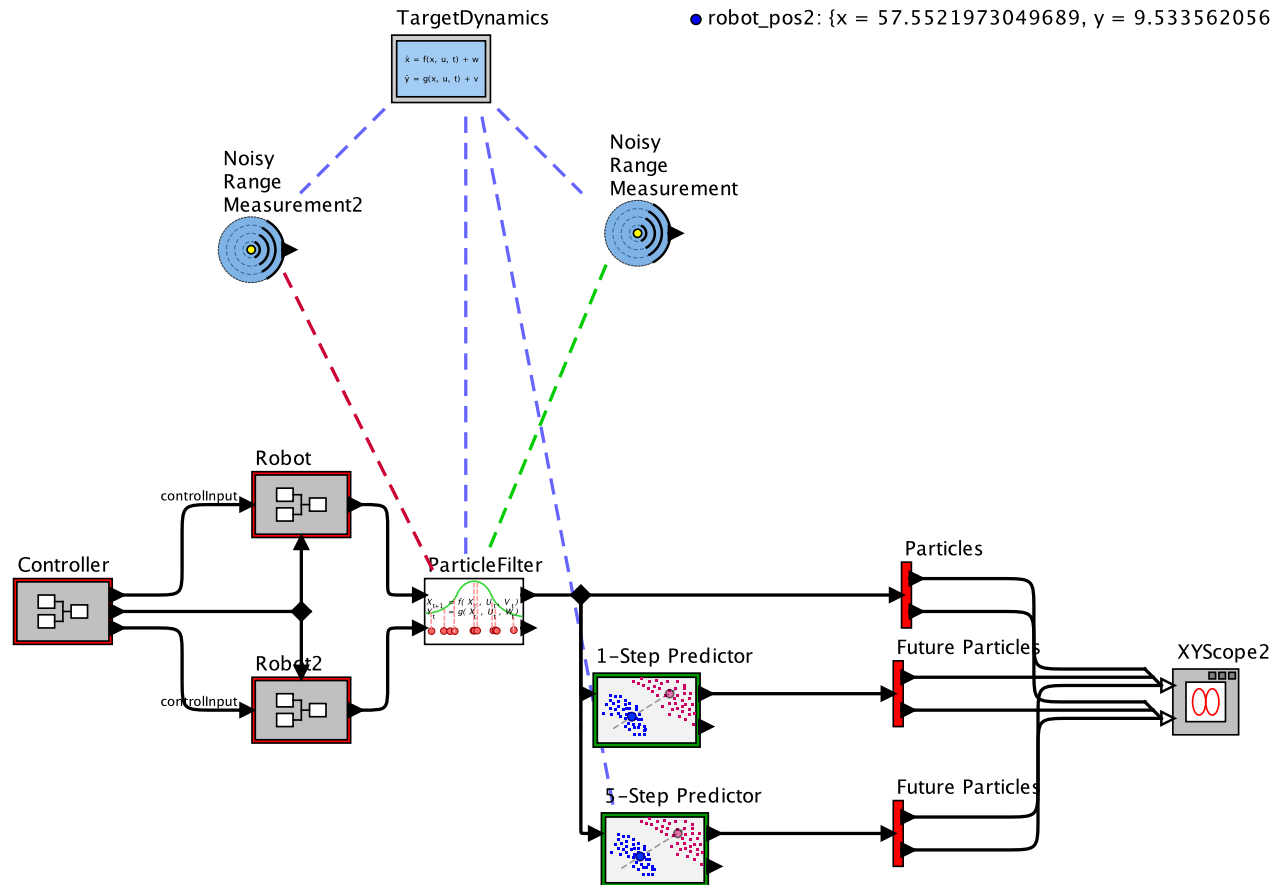 TargetDynamics
robot_pos2: {x = 57.5521973049689, y = 9.533562056
ẋ = f(x, u, t) + w
ẏ = g(x, u, t) + v
Noisy
Range
Measurement
Noisy
Range
Measurement2
Robot
controlInput
Controller
ParticleFilter
Particles
Robot2
controlInput
1-Step Predictor
Future Particles
XYScope2
5-Step Predictor
Future Particles